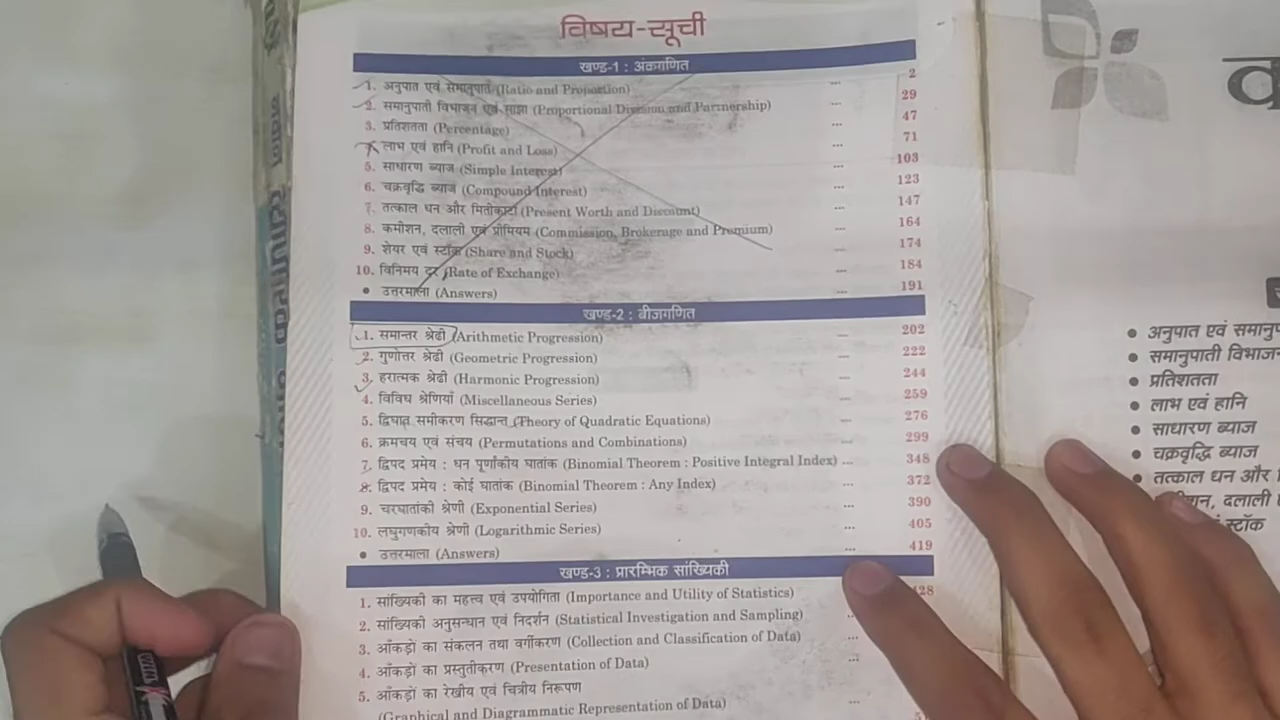 विषय-सूची
खण्ड-1 : अंकगणित
1. अनुपात एवं समानुपात (Ratio and Proportion) ... 2
2. समानुपाती विभाजन एवं साझा (Proportional Division and Partnership) ... 29
3. प्रतिशतता (Percentage) ... 47
लाभ एवं हानि (Profit and Loss) ... 71
5. साधारण ब्याज (Simple Interest) ... 103
6. चक्रवृद्धि ब्याज (Compound Interest) ... 123
7. तत्काल धन और मितीकाटा (Present Worth and Discount) ... 147
8. कमीशन, दलाली एवं प्रीमियम (Commission, Brokerage and Premium) ... 164
9. शेयर एवं स्टॉक (Share and Stock) ... 174
10. विनिमय दर (Rate of Exchange) ... 184
• उत्तरमाला (Answers) ... 191
खण्ड-2 : बीजगणित
1. समान्तर श्रेढी (Arithmetic Progression) ... 202
2. गुणोत्तर श्रेढी (Geometric Progression) ... 222
3. हरात्मक श्रेढी (Harmonic Progression) ... 244
4. विविध श्रेणियाँ (Miscellaneous Series) ... 259
5. द्विघात समीकरण सिद्धान्त (Theory of Quadratic Equations) ... 276
6. क्रमचय एवं संचय (Permutations and Combinations) ... 299
7. द्विपद प्रमेय : धन पूर्णांकीय घातांक (Binomial Theorem : Positive Integral Index) ... 348
8. द्विपद प्रमेय : कोई घातांक (Binomial Theorem : Any Index) ... 372
9. चरघातांकी श्रेणी (Exponential Series) ... 390
10. लघुगणकीय श्रेणी (Logarithmic Series) ... 405
• उत्तरमाला (Answers) ... 419
खण्ड-3 : प्रारम्भिक सांख्यिकी
1. सांख्यिकी का महत्व एवं उपयोगिता (Importance and Utility of Statistics) 428
2. सांख्यिकी अनुसन्धान एवं निदर्शन (Statistical Investigation and Sampling) ...
3. आँकड़ों का संकलन तथा वर्गीकरण (Collection and Classification of Data) ...
4. आँकड़ों का प्रस्तुतीकरण (Presentation of Data) ...
5. आँकड़ों का रेखीय एवं चित्रीय निरूपण
(Graphical and Diagrammatic Representation of Data) ...
• अनुपात एवं समानुप
• समानुपाती विभाजन
• प्रतिशतता
• लाभ एवं हानि
• साधारण ब्याज
• चक्रवृद्धि ब्याज
• तत्काल धन और
दलाली
स्टॉक